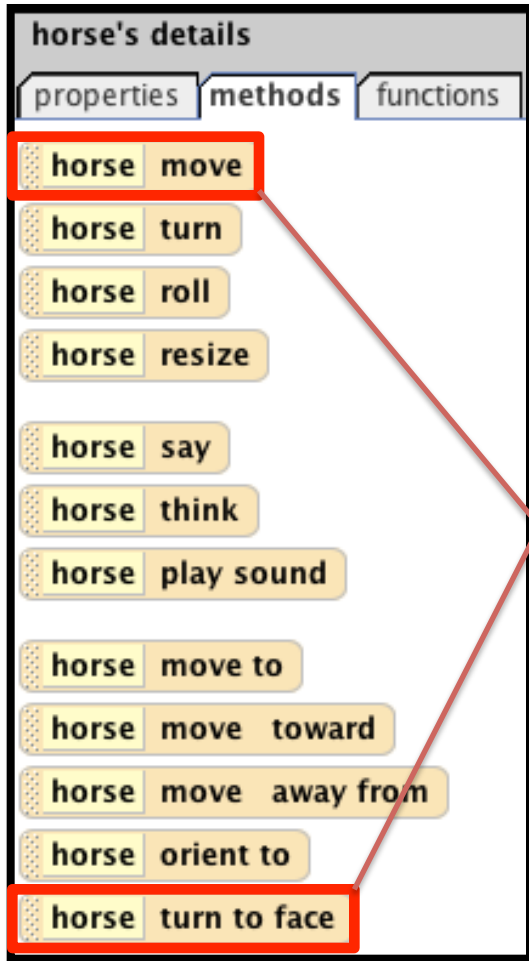 horse's details
properties methods functions
horse move
horse turn
horse roll
horse resize
horse say
horse think
horse play sound
horse move to
horse move toward
horse move away from
horse orient to
horse turn to face